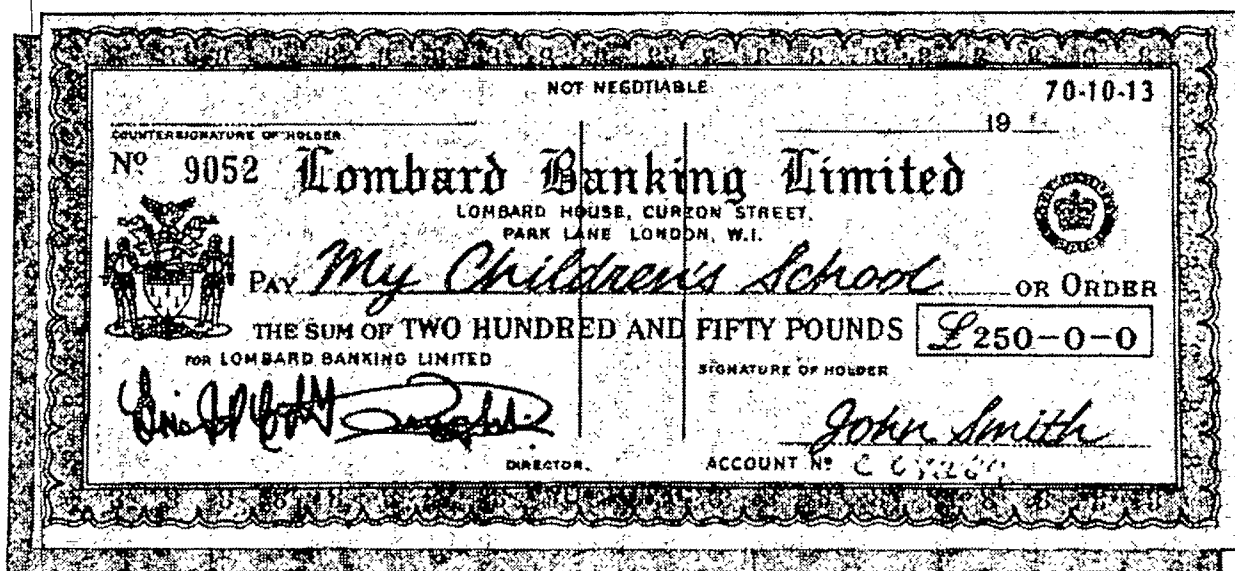 NOT NEGOTIABLE
70-10-13
COUNTERSIGNATURE OF HOLDER
19
Nº 9052 Lombard Banking Limited
LOMBARD HOUSE, CURZON STREET,
PARK LANE LONDON, W.I.
PAY My Children's School OR ORDER
THE SUM OF TWO HUNDRED AND FIFTY POUNDS £250-0-0
FOR LOMBARD BANKING LIMITED
SIGNATURE OF HOLDER
John Smith
DIRECTOR.
ACCOUNT Nº